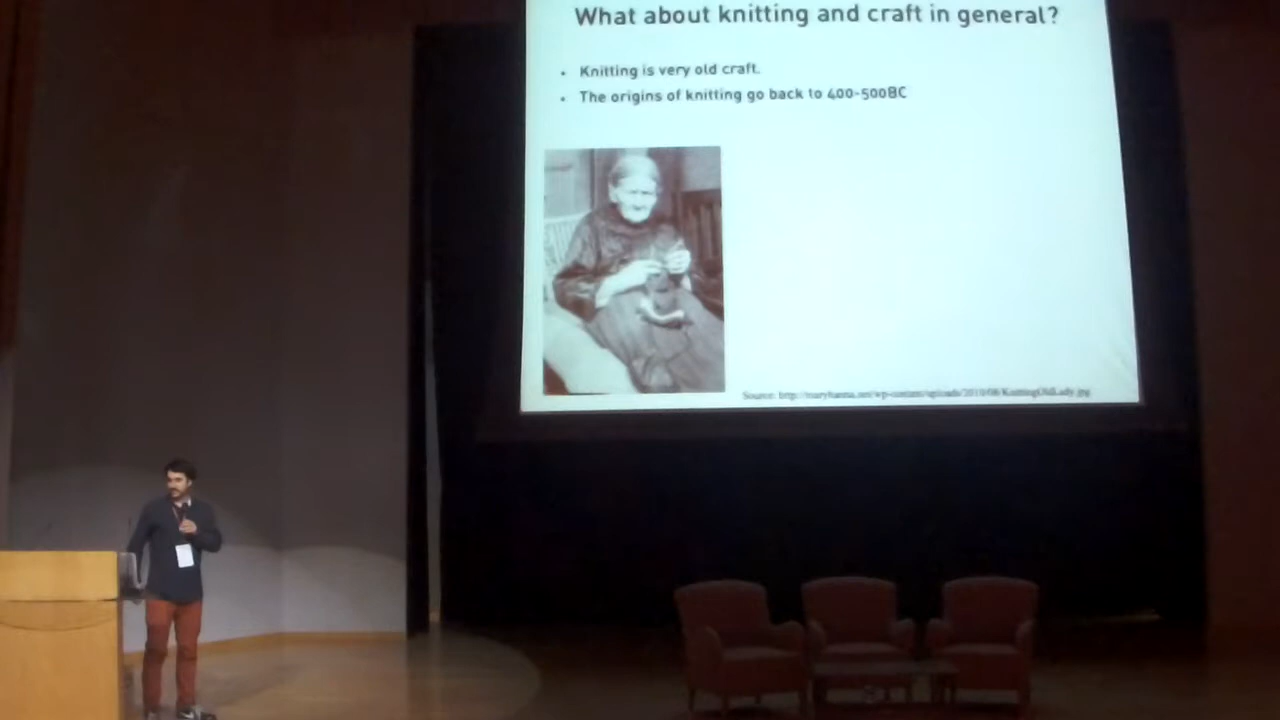 What about knitting and craft in general?
• Knitting is very old craft.
• The origins of knitting go back to 400-500BC
Source: